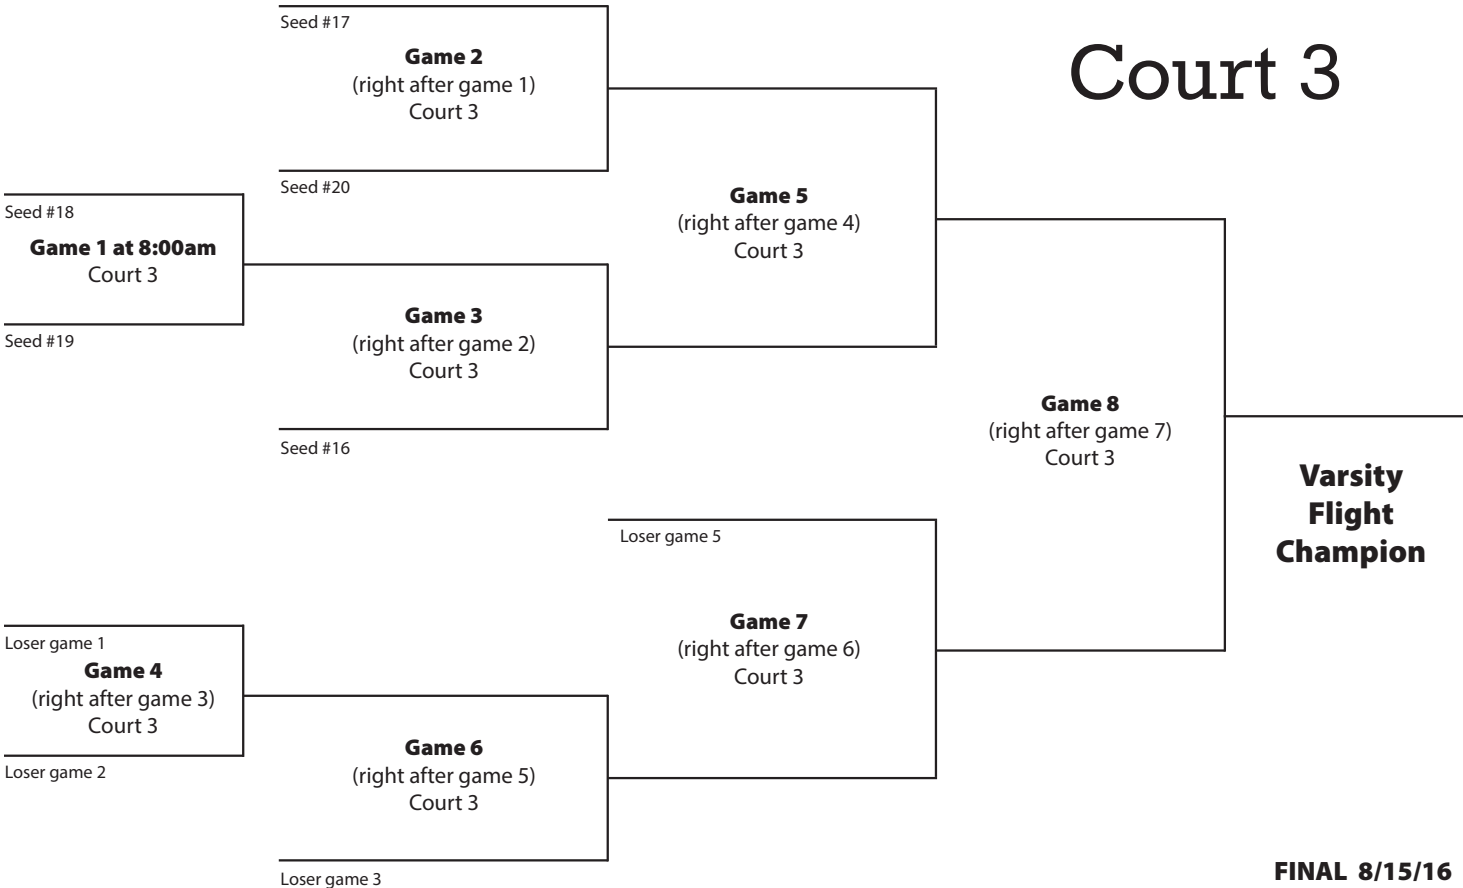 Court 3
Seed #17
Game 2
(right after game 1)
Court 3
Seed #20
Seed #18
Game 1 at 8:00am
Court 3
Seed #19
Game 3
(right after game 2)
Court 3
Seed #16
Game 5
(right after game 4)
Court 3
Game 8
(right after game 7)
Court 3
Varsity
Flight
Champion
Loser game 5
Game 7
(right after game 6)
Court 3
Loser game 1
Game 4
(right after game 3)
Court 3
Loser game 2
Game 6
(right after game 5)
Court 3
Loser game 3
FINAL 8/15/16